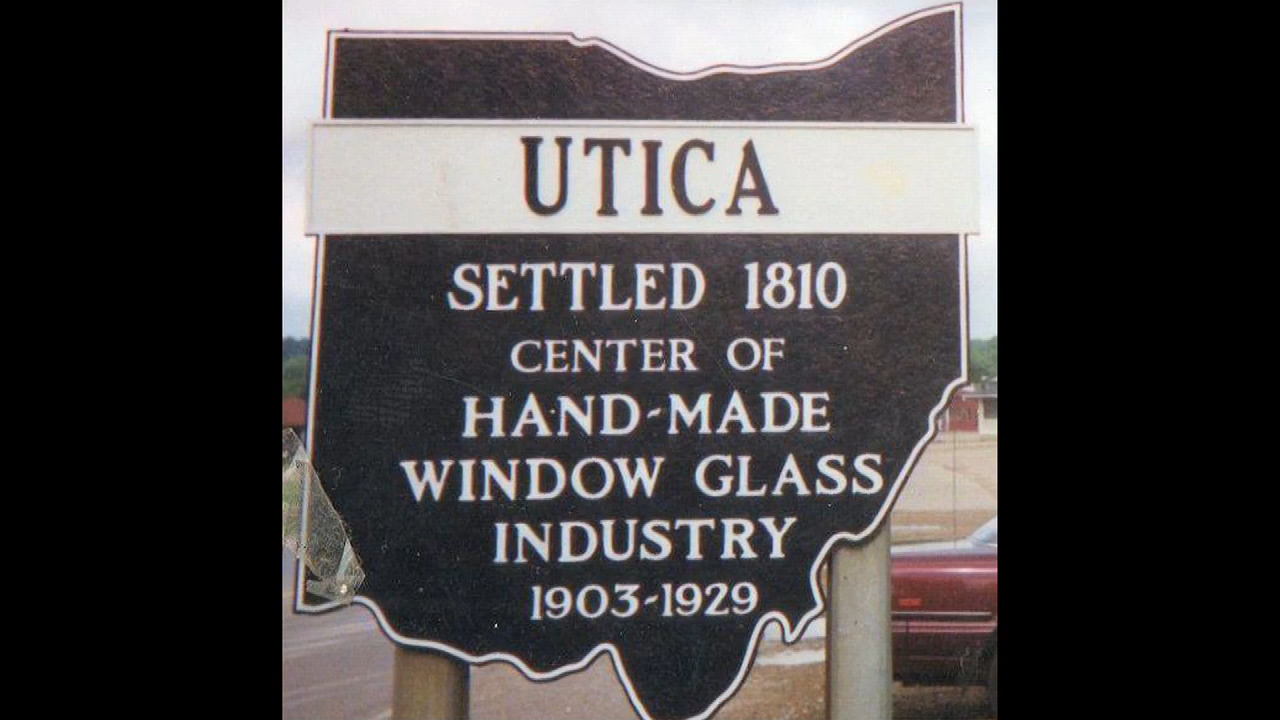 UTICA
SETTLED 1810
CENTER OF
HAND-MADE
WINDOW GLASS
INDUSTRY
1903-1929